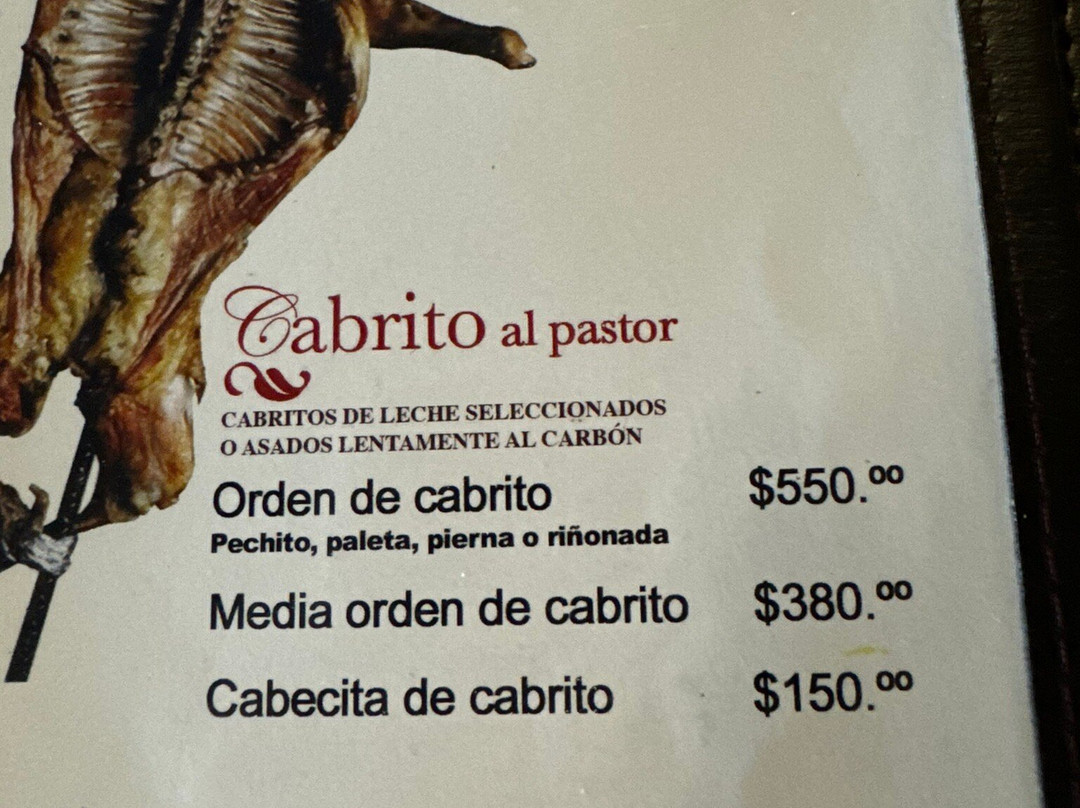 Cabrito al pastor
CABRITOS DE LECHE SELECCIONADOS
O ASADOS LENTAMENTE AL CARBÓN
Orden de cabrito $550.00
Pechito, paleta, pierna o riñonada
Media orden de cabrito $380.00
Cabecita de cabrito $150.00